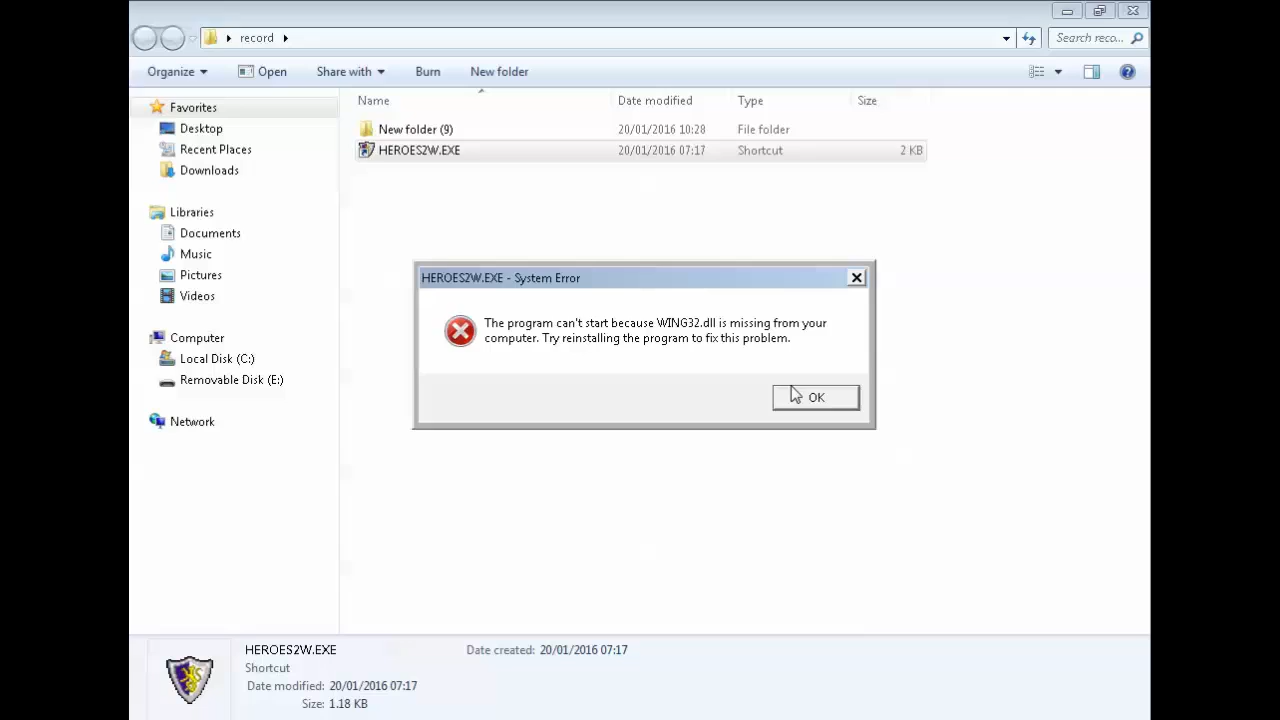 record
Search reco...
Organize Open Share with Burn New folder
Name Date modified Type Size
New folder (9) 20/01/2016 10:28 File folder
HEROES2W.EXE 20/01/2016 07:17 Shortcut 2 KB
Favorites
Desktop
Recent Places
Downloads
Libraries
Documents
Music
Pictures
Videos
Computer
Local Disk (C:)
Removable Disk (E:)
Network
HEROES2W.EXE - System Error
The program can't start because WING32.dll is missing from your
computer. Try reinstalling the program to fix this problem.
OK
HEROES2W.EXE Date created: 20/01/2016 07:17
Shortcut
Date modified: 20/01/2016 07:17
Size: 1.18 KB